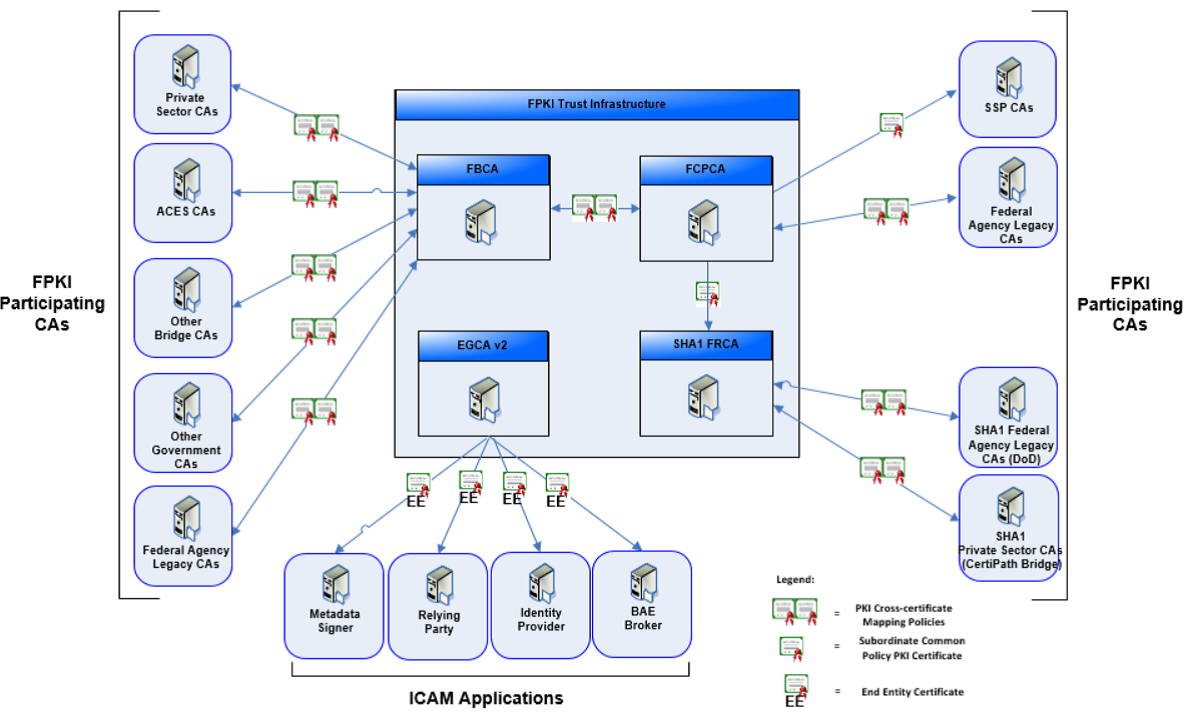 Private
Sector CAs
ACES CAs
Other
Bridge CAs
Other
Government
CAs
Federal Agency
Legacy CAs
FPKI
Participating
CAs
FPKI Trust Infrastructure
FBCA
FCPCA
EGCA v2
SHA1 FRCA
SSP CAs
Federal
Agency Legacy
CAs
SHA1 Federal
Agency Legacy
CAs (DoD)
SHA1
Private Sector CAs
(CertiPath Bridge)
FPKI
Participating
CAs
EE
EE
EE
EE
Metadata
Signer
Relying
Party
Identity
Provider
BAE
Broker
ICAM Applications
Legend:
= PKI Cross-certificate
Mapping Policies
= Subordinate Common
Policy PKI Certificate
EE = End Entity Certificate